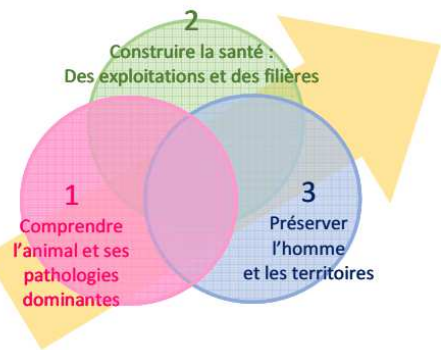 2
Construire la santé :
Des exploitations et des filières
1
Comprendre
l'animal et ses
pathologies
dominantes
3
Préserver
l'homme
et les territoires